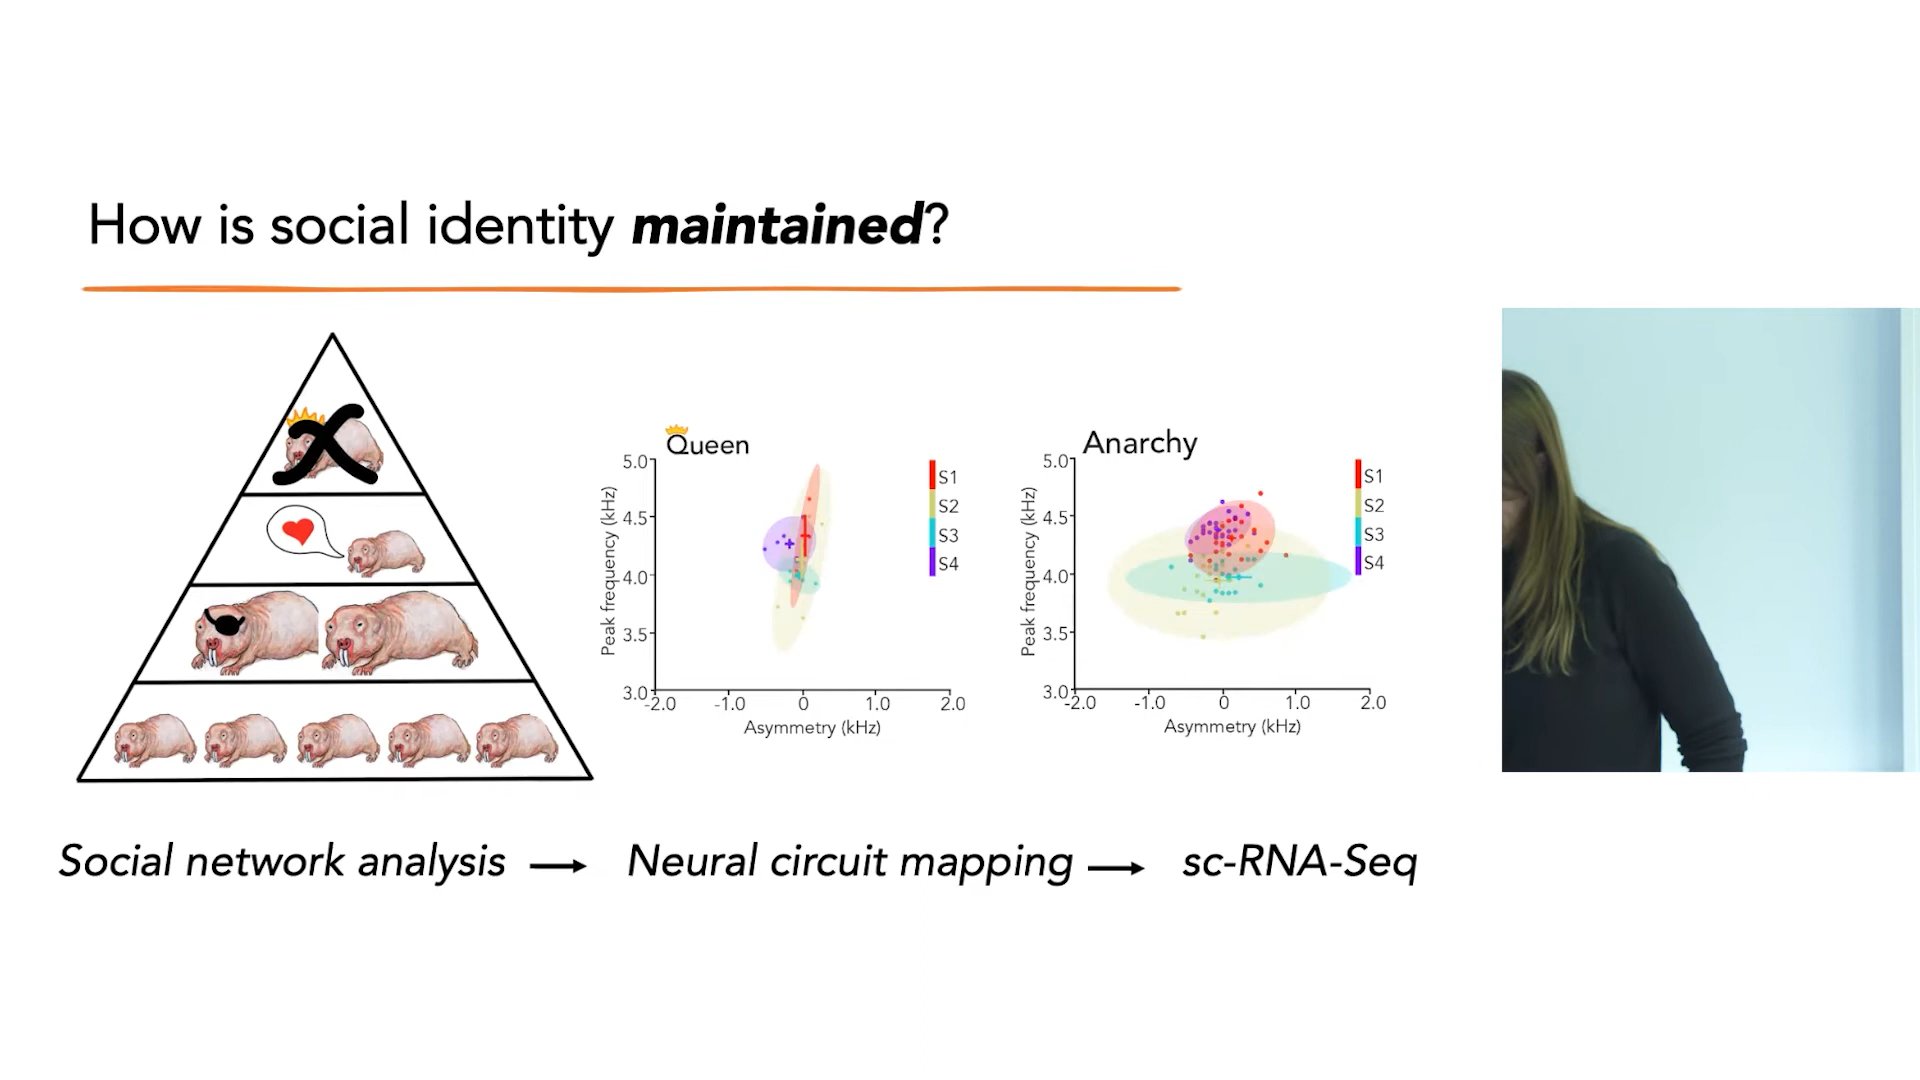 How is social identity maintained?
Queen
5.0
4.5
4.0
3.5
3.0
Peak frequency (kHz)
-2.0 -1.0 0 1.0 2.0
Asymmetry (kHz)
S1
S2
S3
S4
Anarchy
5.0
4.5
4.0
3.5
3.0
Peak frequency (kHz)
-2.0 -1.0 0 1.0 2.0
Asymmetry (kHz)
S1
S2
S3
S4
Social network analysis → Neural circuit mapping → sc-RNA-Seq